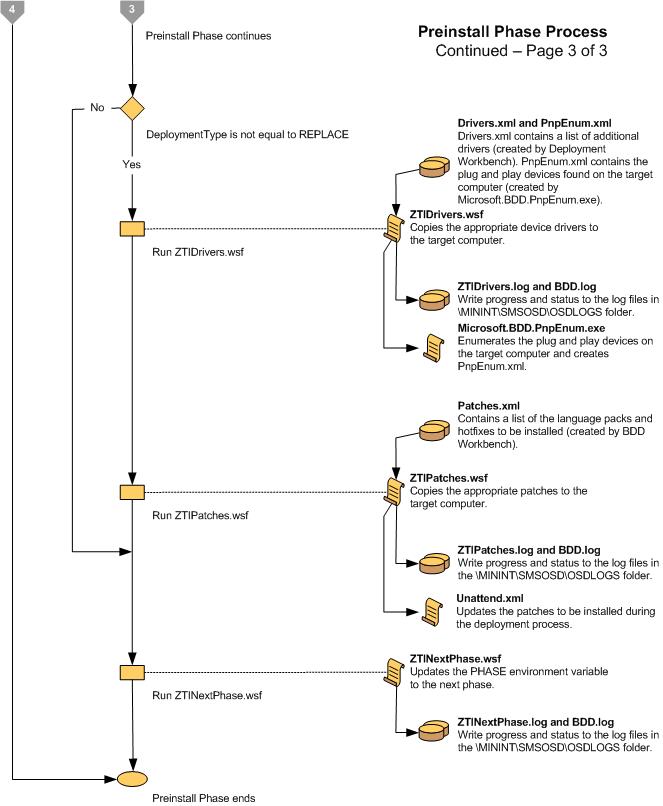 4
3
Preinstall Phase Process
Continued – Page 3 of 3
Preinstall Phase continues
No
DeploymentType is not equal to REPLACE
Yes
Drivers.xml and PnpEnum.xml
Drivers.xml contains a list of additional
drivers (created by Deployment
Workbench). PnpEnum.xml contains the
plug and play devices found on the target
computer (created by
Microsoft.BDD.PnpEnum.exe).
ZTIDrivers.wsf
Copies the appropriate device drivers to
the target computer.
Run ZTIDrivers.wsf
ZTIDrivers.log and BDD.log
Write progress and status to the log files in
\MININT\SMSOSD\OSDLOGS folder.
Microsoft.BDD.PnpEnum.exe
Enumerates the plug and play devices on
the target computer and creates
PnpEnum.xml.
Patches.xml
Contains a list of the language packs and
hotfixes to be installed (created by BDD
Workbench).
ZTIPatches.wsf
Copies the appropriate patches to the
target computer.
Run ZTIPatches.wsf
ZTIPatches.log and BDD.log
Write progress and status to the log files in
the \MININT\SMSOSD\OSDLOGS folder.
Unattend.xml
Updates the patches to be installed during
the deployment process.
ZTINextPhase.wsf
Updates the PHASE environment variable
to the next phase.
Run ZTINextPhase.wsf
ZTINextPhase.log and BDD.log
Write progress and status to the log files in
the \MININT\SMSOSD\OSDLOGS folder.
Preinstall Phase ends